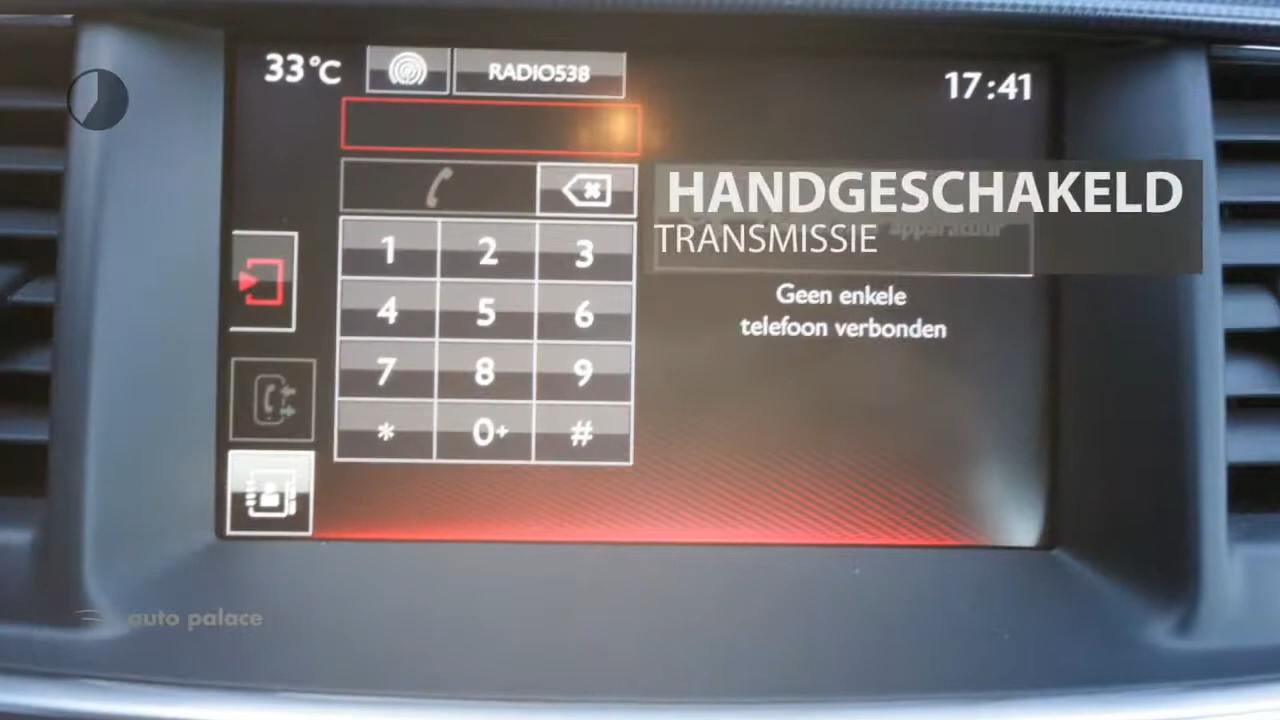 33°C
RADIO538
17:41
HANDGESCHAKELD
TRANSMISSIE
apparatuur
Geen enkele
telefoon verbonden
1 2 3
4 5 6
7 8 9
* 0+ #
auto palace